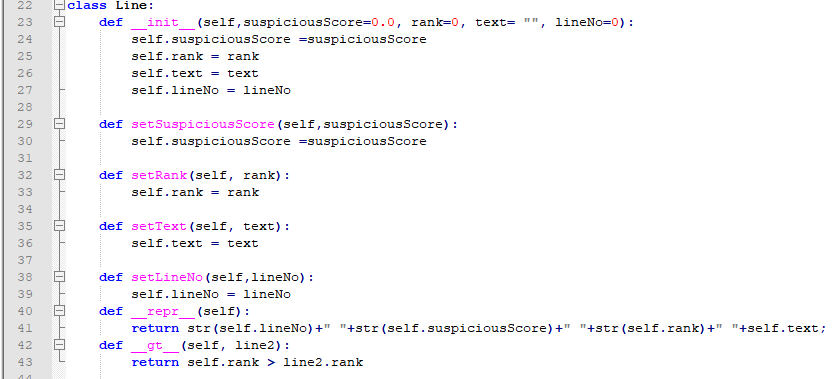 22 class Line:
23     def __init__(self,suspiciousScore=0.0, rank=0, text= "", lineNo=0):
24         self.suspiciousScore =suspiciousScore
25         self.rank = rank
26         self.text = text
27         self.lineNo = lineNo
28
29     def setSuspiciousScore(self,suspiciousScore):
30         self.suspiciousScore =suspiciousScore
31
32     def setRank(self, rank):
33         self.rank = rank
34
35     def setText(self, text):
36         self.text = text
37
38     def setLineNo(self,lineNo):
39         self.lineNo = lineNo
40     def __repr__(self):
41         return str(self.lineNo)+" "+str(self.suspiciousScore)+" "+str(self.rank)+" "+self.text;
42     def __gt__(self, line2):
43         return self.rank > line2.rank